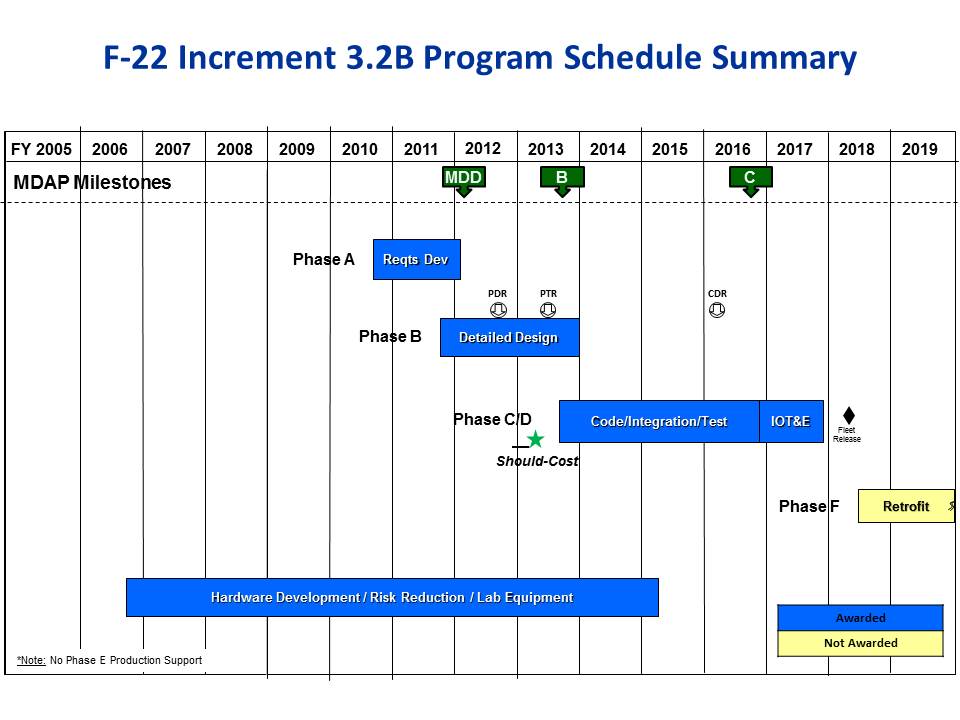 F-22 Increment 3.2B Program Schedule Summary
FY 2005 2006 2007 2008 2009 2010 2011 2012 2013 2014 2015 2016 2017 2018 2019
MDAP Milestones
MDD B C
Phase A Reqts Dev
PDR PTR CDR
Phase B Detailed Design
Phase C/D Code/Integration/Test IOT&E
Fleet
Release
Should-Cost
Phase F Retrofit
Hardware Development / Risk Reduction / Lab Equipment
Awarded
Not Awarded
*Note: No Phase E Production Support